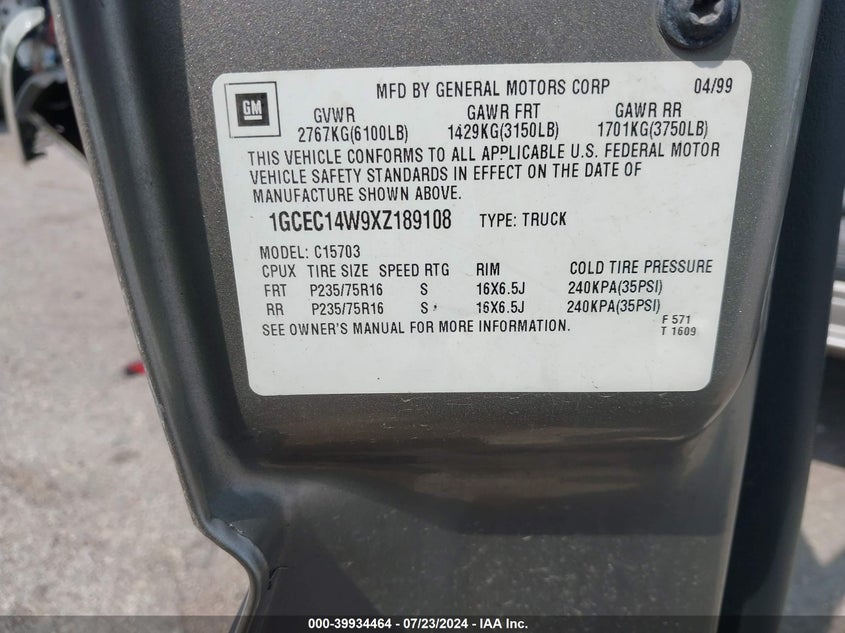 GM
MFD BY GENERAL MOTORS CORP 04/99
GVWR GAWR FRT GAWR RR
2767KG(6100LB) 1429KG(3150LB) 1701KG(3750LB)
THIS VEHICLE CONFORMS TO ALL APPLICABLE U.S. FEDERAL MOTOR
VEHICLE SAFETY STANDARDS IN EFFECT ON THE DATE OF
MANUFACTURE SHOWN ABOVE.
1GCEC14W9XZ189108 TYPE: TRUCK
MODEL: C15703
CPUX TIRE SIZE SPEED RTG RIM COLD TIRE PRESSURE
FRT P235/75R16 S 16X6.5J 240KPA(35PSI)
RR P235/75R16 S 16X6.5J 240KPA(35PSI)
SEE OWNER'S MANUAL FOR MORE INFORMATION.
F 571
T 1609
000-39934464 / 07/23/2024 - IAA Inc.